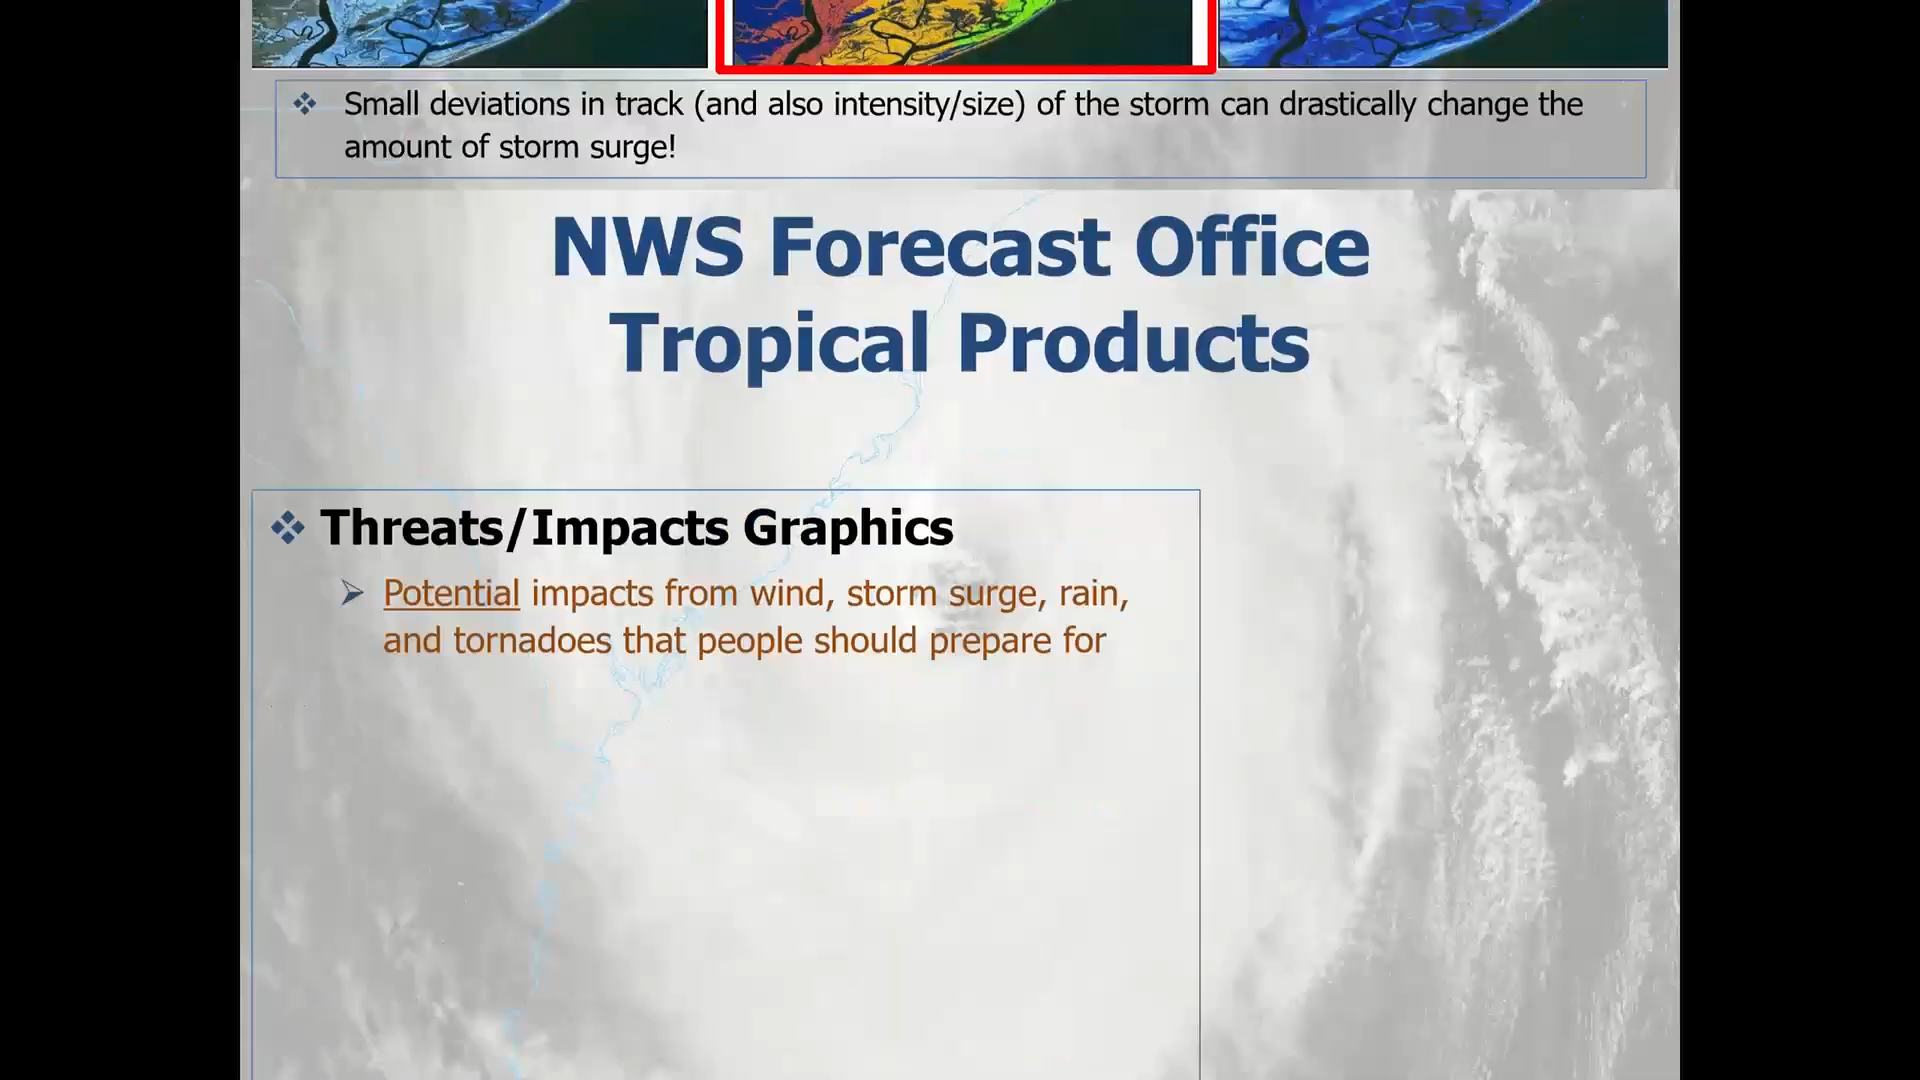 Small deviations in track (and also intensity/size) of the storm can drastically change the
amount of storm surge!
NWS Forecast Office
Tropical Products
Threats/Impacts Graphics
Potential impacts from wind, storm surge, rain,
and tornadoes that people should prepare for